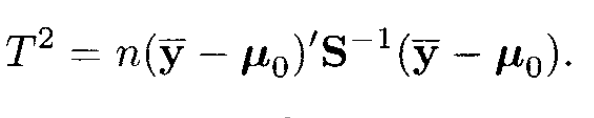 T² = n(ȳ − μ₀)′S⁻¹(ȳ − μ₀).